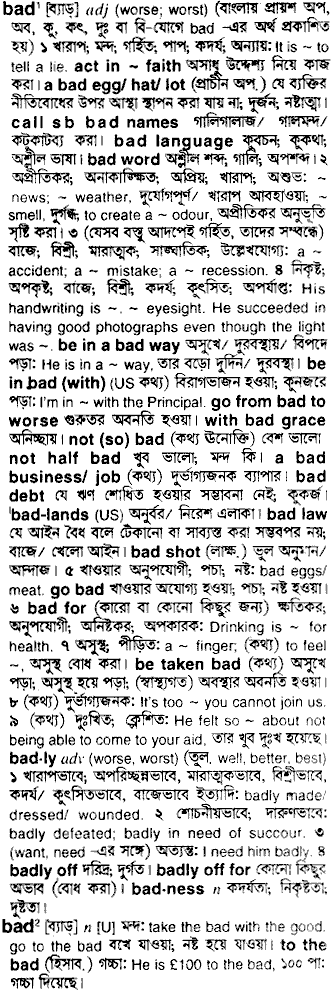 bad¹ [ব্যাড্] adj (worse; worst) (বাংলায় প্রায়শ অপ,
অব, কু, কৎ, দুঃ বা বি-যোগে bad -এর অর্থ প্রকাশিত
হয়) ১ খারাপ; মন্দ; গর্হিত; পাপ; কদর্য; অন্যায়: It is ~ to
tell a lie. act in ~ faith অসাধু উদ্দেশ্য নিয়ে কাজ
করা। a bad egg/ hat/ lot (প্রাচীন অপ.) যে ব্যক্তির
নীতিবোধের উপর আস্থা স্থাপন করা যায় না; দুর্জন; নষ্টাত্মা।
call sb bad names গালিগালাজ/ গালমন্দ/
কটুকাটব্য করা। bad language কুবচন; কুকথা;
অশ্লীল ভাষা। bad word অশ্লীল শব্দ; গালি; অপশব্দ। ২
অপ্রীতিকর; অনাকাঙ্ক্ষিত; অপ্রিয়; খারাপ; অশুভ: ~
news; ~ weather, দুর্যোগপূর্ণ/ খারাপ আবহাওয়া; ~
smell, দুর্গন্ধ; to create a ~ odour, অপ্রীতিকর অনুভূতি
সৃষ্টি করা। ৩ (যেসব বস্তু আদপেই গর্হিত, তাদের সম্বন্ধে)
বাজে; বিশ্রী; মারাত্মক; সাঙ্ঘাতিক; উল্লেখযোগ্য: a ~
accident; a ~ mistake; a ~ recession. ৪ নিকৃষ্ট;
অপকৃষ্ট; বাজে; বিশ্রী; কদর্য; কুৎসিত; অপর্যাপ্ত: His
handwriting is ~. ~ eyesight. He succeeded in
having good photographs even though the light
was ~. be in a bad way অসুখে/ দুরবস্থায়/ বিপদে
পড়া: He is in a ~ way, তার বড়ো দুর্দিন/ দুরবস্থা। be
in bad (with) (US কথ্য) বিরাগভাজন হওয়া; কুনজরে
পড়া: I'm in ~ with the Principal. go from bad to
worse গুরুতর অবনতি হওয়া। with bad grace
অনিচ্ছায়। not (so) bad (কথ্য ঊনোক্তি) বেশ ভালো।
not half bad খুব ভালো; মন্দ কি। a bad
business/ job (কথ্য) দুর্ভাগ্যজনক ব্যাপার। bad
debt যে ঋণ শোধিত হওয়ার সম্ভাবনা নেই; কুকর্জ।
ˈbad-lands (US) অনুর্বর/ নিরেশ এলাকা। bad law
যে আইন বৈধ বলে টেকানো বা সাব্যস্ত করা সম্ভবপর নয়;
বাজে/ খেলো আইন। bad shot (লাক্ষ.) ভুল অনুমান/
আন্দাজ। ৫ খাওয়ার অনুপযোগী; পচা; নষ্ট: bad eggs/
meat. go bad খাওয়ার অযোগ্য হওয়া; পচা, নষ্ট হওয়া।
৬ bad for (কারো বা কোনো কিছুর জন্য) ক্ষতিকর;
অনুপযোগী; অনিষ্টকর; অপকারক: Drinking is ~ for
health. ৭ অসুস্থ; পীড়িত: a ~ finger; (কথ্য) to feel
~, অসুস্থ বোধ করা। be taken bad (কথ্য) অসুখে
পড়া; অসুস্থ হয়ে পড়া; (স্বাস্থ্যগত) অবস্থার অবনতি হওয়া।
৮ (কথ্য) দুর্ভাগ্যজনক: It's too ~ you cannot join us.
৯ (কথ্য) দুঃখিত; ক্লেশিত: He felt so ~ about not
being able to come to your aid, তার খুব দুঃখ হয়েছে।
bad·ly adv (worse, worst) (তুল. well, better, best)
১ খারাপভাবে; অপরিচ্ছন্নভাবে, মারাত্মকভাবে, বিশ্রীভাবে,
কদর্য/ কুৎসিতভাবে, বাজেভাবে ইত্যাদি: badly made/
dressed/ wounded. ২ শোচনীয়ভাবে; দারুণভাবে:
badly defeated; badly in need of succour. ৩
(want, need -এর সঙ্গে) অত্যন্ত: I need him badly. ৪
badly off দরিদ্র; দুর্গত। badly off for কোনো কিছুর
অভাব (বোধ করা)। bad·ness n কদর্যতা; নিকৃষ্টতা;
দুষ্টতা।
bad² [ব্যাড্] n [U] মন্দ: take the bad with the good.
go to the bad বখে যাওয়া; নষ্ট হয়ে যাওয়া। to the
bad (হিসাব.) গচ্চা: He is £100 to the bad, ১০০ পা:
গচ্চা দিয়েছে।